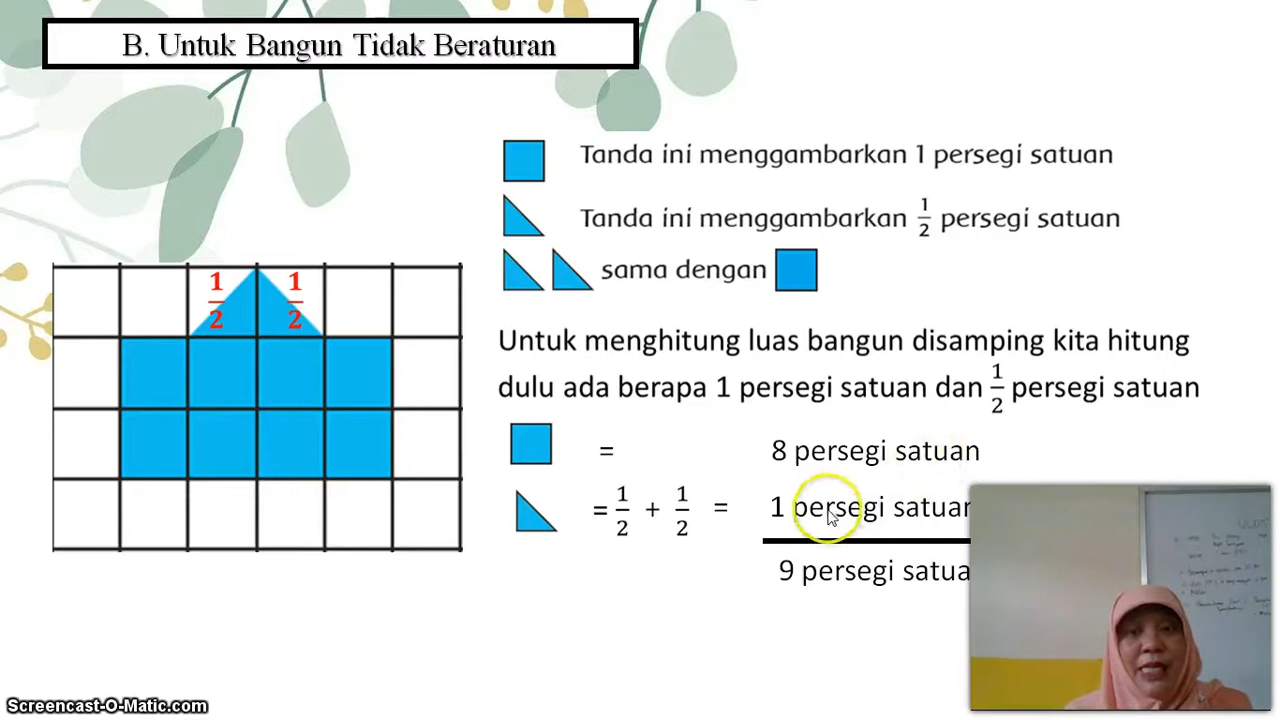 B. Untuk Bangun Tidak Beraturan
Tanda ini menggambarkan 1 persegi satuan
Tanda ini menggambarkan 1/2 persegi satuan
sama dengan
1/2 1/2
Untuk menghitung luas bangun disamping kita hitung
dulu ada berapa 1 persegi satuan dan 1/2 persegi satuan
= 8 persegi satuan
= 1/2 + 1/2 = 1 persegi satuan
9 persegi satua
Screencast-O-Matic.com